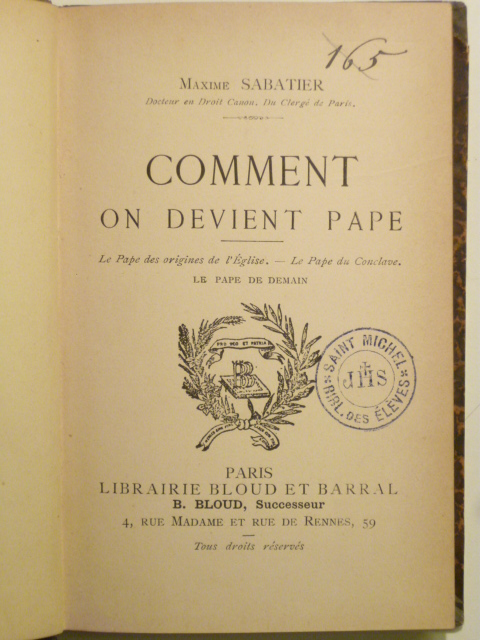 165
MAXIME SABATIER
Docteur en Droit Canon. Du Clergé de Paris.
COMMENT
ON DEVIENT PAPE
Le Pape des origines de l'Église. — Le Pape du Conclave.
LE PAPE DE DEMAIN
PRO DEO ET PATRIA
B B
SAINT MICHEL
JHS
BIBL. DES ÉLÈVES
PARIS
LIBRAIRIE BLOUD ET BARRAL
B. BLOUD, Successeur
4, RUE MADAME ET RUE DE RENNES, 59
Tous droits réservés